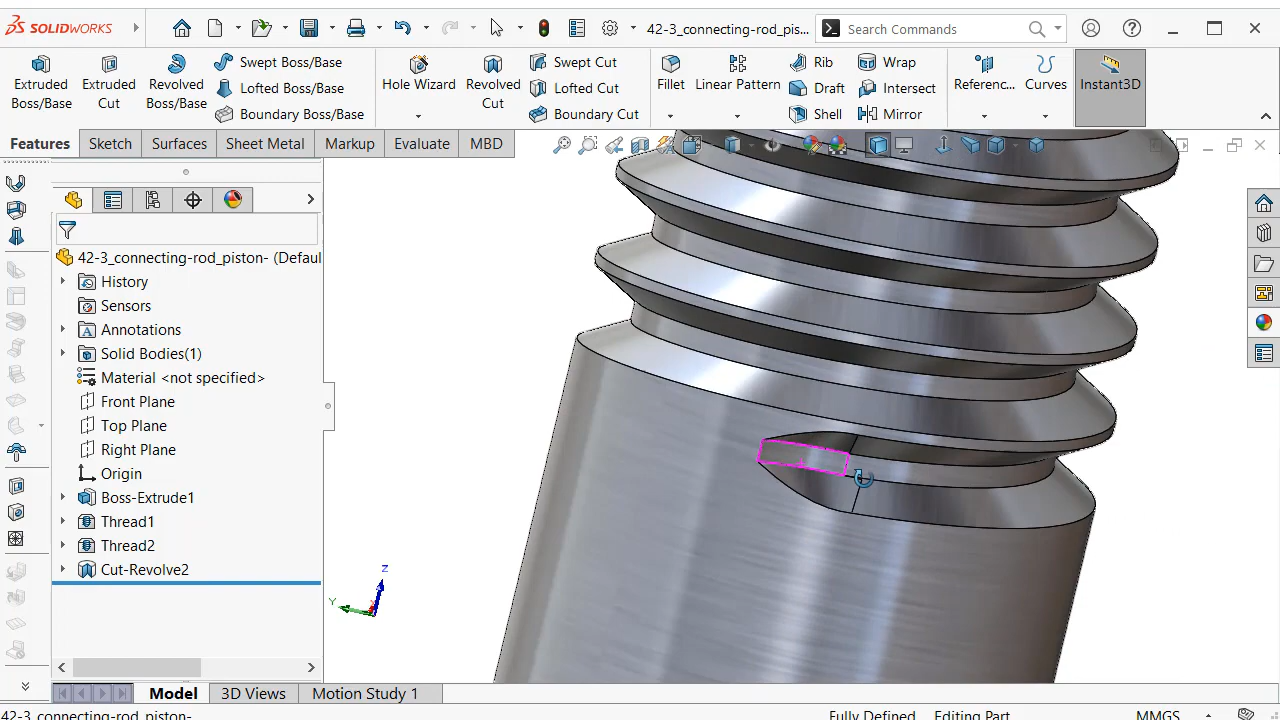 SOLIDWORKS
42-3_connecting-rod_pis...
Search Commands
Extruded Boss/Base
Extruded Cut
Revolved Boss/Base
Swept Boss/Base
Lofted Boss/Base
Boundary Boss/Base
Hole Wizard
Revolved Cut
Swept Cut
Lofted Cut
Boundary Cut
Fillet
Linear Pattern
Rib
Draft
Shell
Wrap
Intersect
Mirror
Referenc...
Curves
Instant3D
Features
Sketch
Surfaces
Sheet Metal
Markup
Evaluate
MBD
42-3_connecting-rod_piston- (Defaul
History
Sensors
Annotations
Solid Bodies(1)
Material <not specified>
Front Plane
Top Plane
Right Plane
Origin
Boss-Extrude1
Thread1
Thread2
Cut-Revolve2
Z
Y
Model
3D Views
Motion Study 1
42-3_connecting-rod_piston-
Fully Defined
Editing Part
MMGS